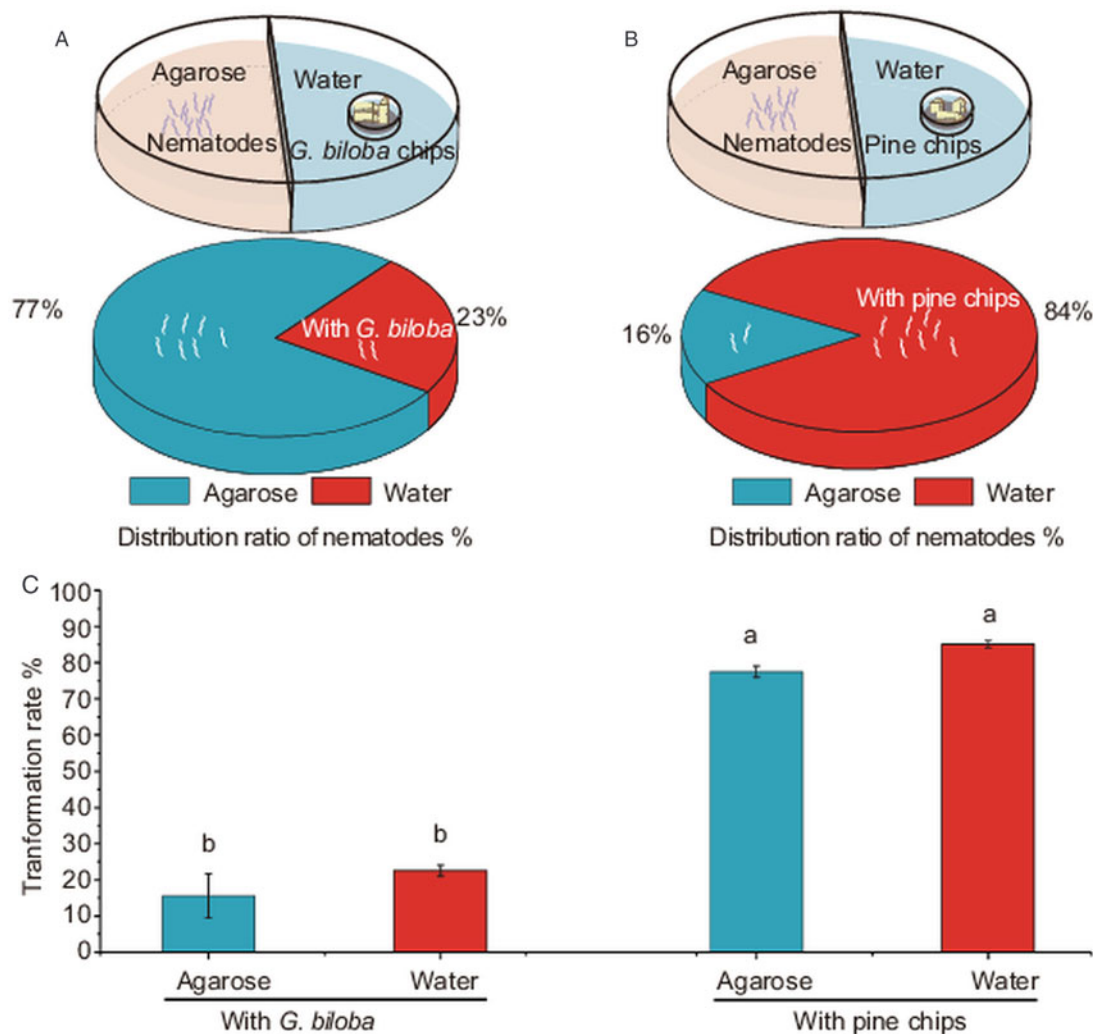 A
Agarose
Water
Nematodes
G. biloba chips
77%
With G. biloba
23%
Agarose
Water
Distribution ratio of nematodes %
B
Agarose
Water
Nematodes
Pine chips
With pine chips
16%
84%
Agarose
Water
Distribution ratio of nematodes %
C
Tranformation rate %
100
90
80
70
60
50
40
30
20
10
0
b
b
a
a
Agarose
Water
Agarose
Water
With G. biloba
With pine chips